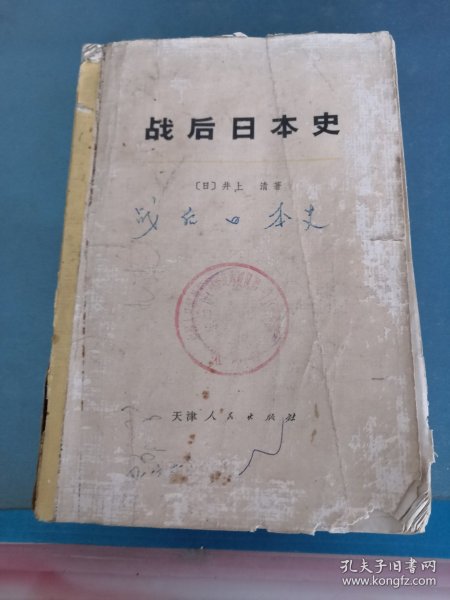 战后日本史
〔日〕井上 清著
战后日本史
天津人民出版社
孔夫子旧书网
www.kongfz.com